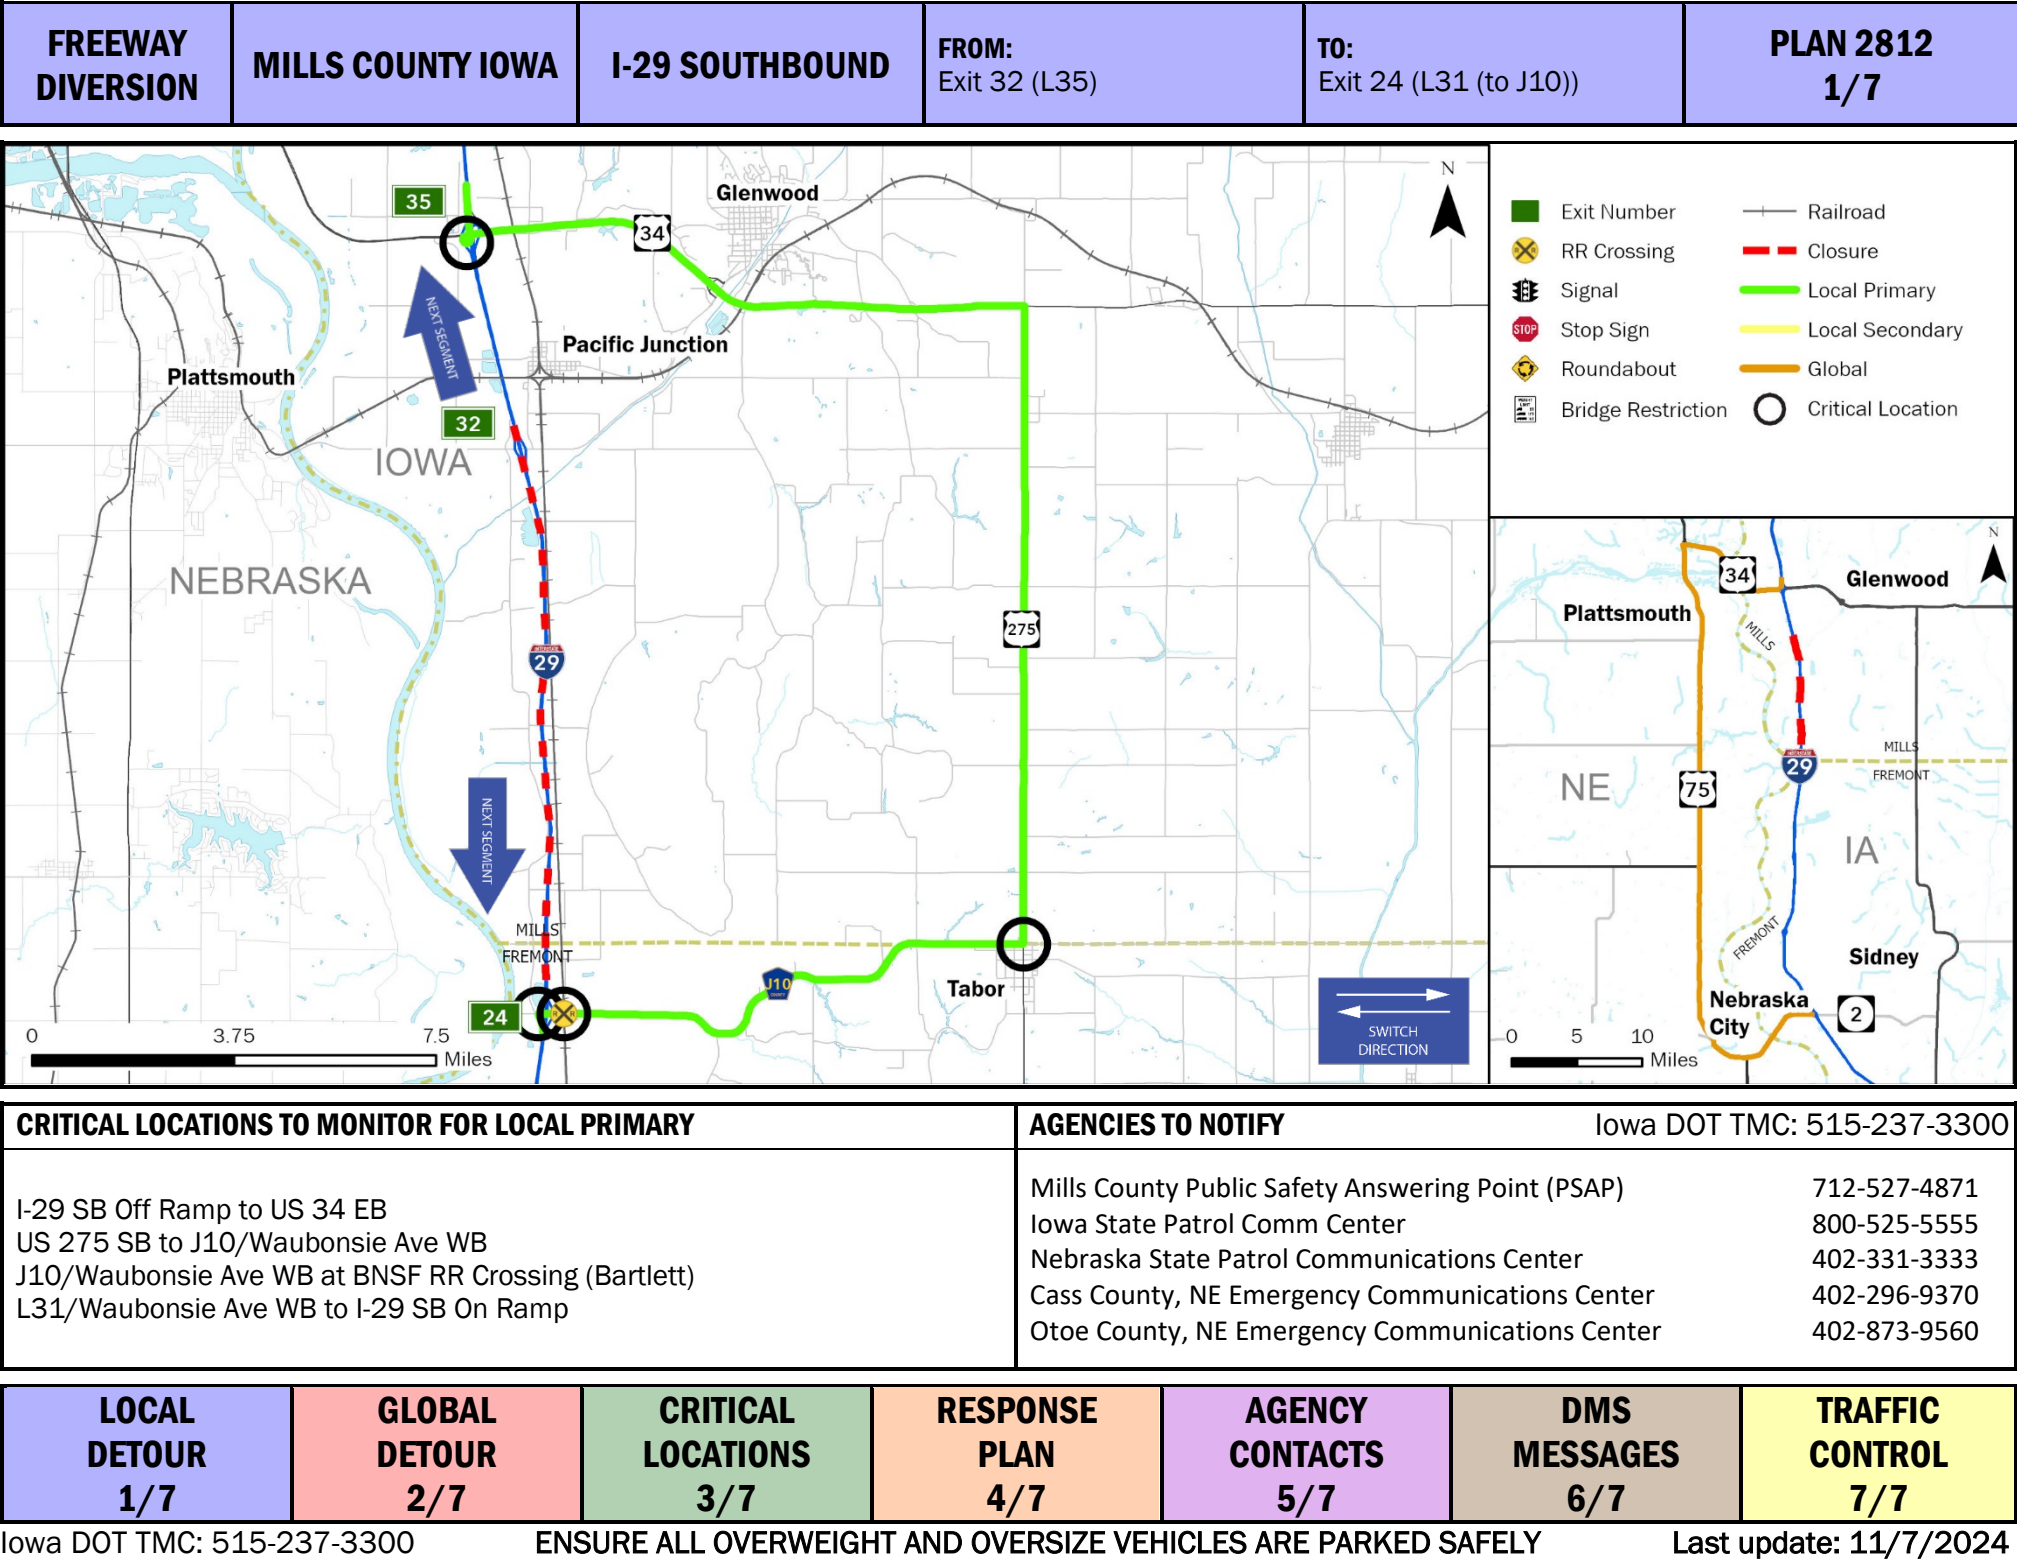 FREEWAY
DIVERSION
MILLS COUNTY IOWA
I-29 SOUTHBOUND
FROM:
Exit 32 (L35)
TO:
Exit 24 (L31 (to J10))
PLAN 2812
1/7
35
34
Glenwood
N
NEXT SEGMENT
Pacific Junction
Plattsmouth
32
IOWA
NEBRASKA
275
INTERSTATE
29
NEXT SEGMENT
MILLS
FREMONT
J10
COUNTY
Tabor
24
R R
0 3.75 7.5
Miles
SWITCH
DIRECTION
Exit Number
Railroad
RR Crossing
Closure
Signal
Local Primary
STOP
Stop Sign
Local Secondary
Roundabout
Global
Bridge Restriction
Critical Location
N
34
Glenwood
Plattsmouth
MILLS
INTERSTATE
29
MILLS
FREMONT
NE
75
IA
FREMONT
Sidney
Nebraska
City
2
0 5 10
Miles
CRITICAL LOCATIONS TO MONITOR FOR LOCAL PRIMARY
I-29 SB Off Ramp to US 34 EB
US 275 SB to J10/Waubonsie Ave WB
J10/Waubonsie Ave WB at BNSF RR Crossing (Bartlett)
L31/Waubonsie Ave WB to I-29 SB On Ramp
AGENCIES TO NOTIFY
Iowa DOT TMC: 515-237-3300
Mills County Public Safety Answering Point (PSAP) 712-527-4871
Iowa State Patrol Comm Center 800-525-5555
Nebraska State Patrol Communications Center 402-331-3333
Cass County, NE Emergency Communications Center 402-296-9370
Otoe County, NE Emergency Communications Center 402-873-9560
LOCAL
DETOUR
1/7
GLOBAL
DETOUR
2/7
CRITICAL
LOCATIONS
3/7
RESPONSE
PLAN
4/7
AGENCY
CONTACTS
5/7
DMS
MESSAGES
6/7
TRAFFIC
CONTROL
7/7
Iowa DOT TMC: 515-237-3300
ENSURE ALL OVERWEIGHT AND OVERSIZE VEHICLES ARE PARKED SAFELY
Last update: 11/7/2024